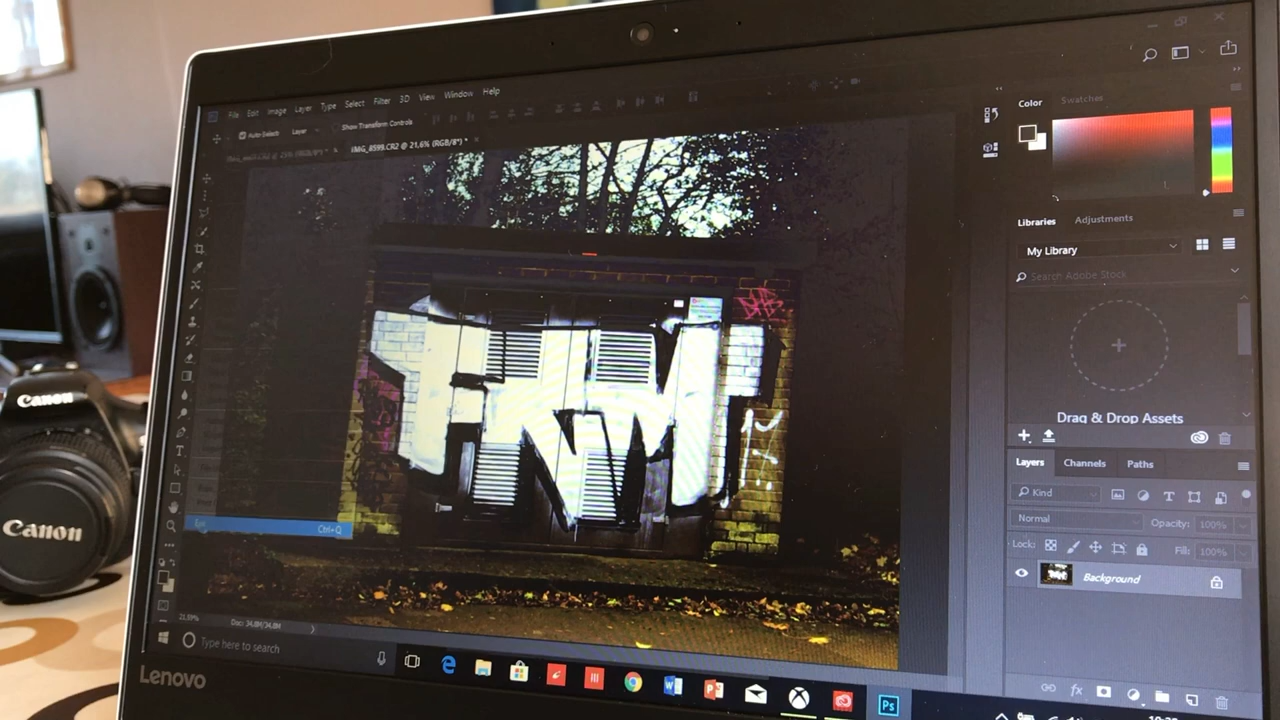 File Edit Image Layer Type Select Filter 3D View Window Help
Auto-Select: Layer Show Transform Controls
IMG_8599.CR2 @ 21,6% (RGB/8*) *
Color Swatches
Libraries Adjustments
My Library
Search Adobe Stock
Drag & Drop Assets
Layers Channels Paths
Kind
Normal Opacity: 100%
Lock: Fill: 100%
Background
Ctrl+Q
Doc: 34,8M/34,8M
Type here to search
Ps
Lenovo
Canon
Canon